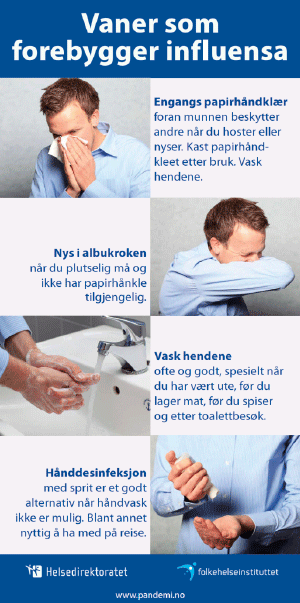 Vaner som
forebygger influensa
Engangs papirhåndklær
foran munnen beskytter
andre når du hoster eller
nyser. Kast papirhånd-
kleet etter bruk. Vask
hendene.
Nys i albukroken
når du plutselig må og
ikke har papirhånkle
tilgjengelig.
Vask hendene
ofte og godt, spesielt når
du har vært ute, før du
lager mat, før du spiser
og etter toalettbesøk.
Hånddesinfeksjon
med sprit er et godt
alternativ når håndvask
ikke er mulig. Blant annet
nyttig å ha med på reise.
Helsedirektoratet
folkehelseinstituttet
www.pandemi.no